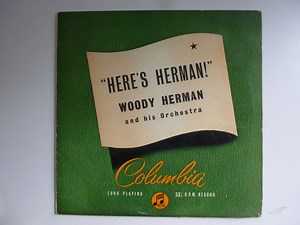 "HERE'S HERMAN!"
WOODY HERMAN
and his Orchestra
Columbia
LONG PLAYING 33⅓ R.P.M. RECORD